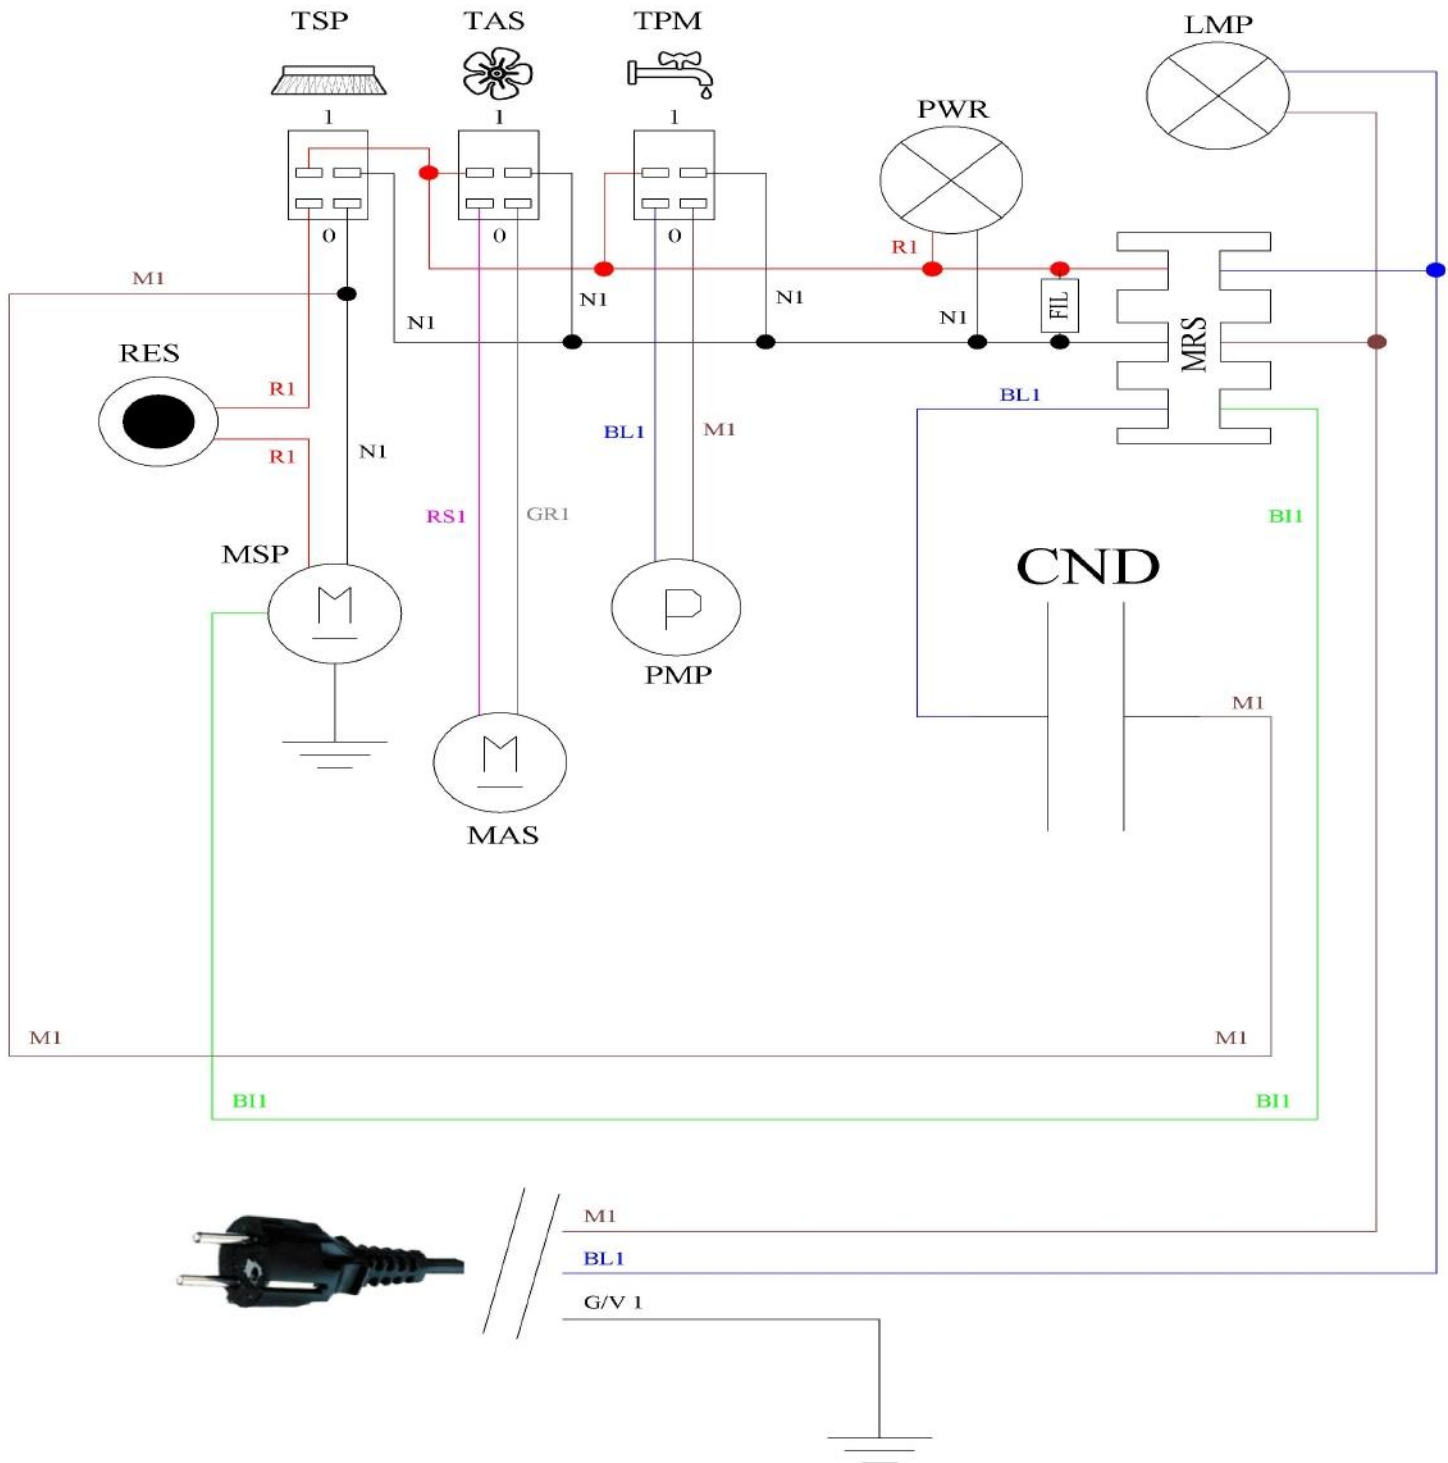 TSP TAS TPM LMP
PWR
1 1 1
0 0 0
R1
M1
N1 N1
N1 N1
FIL
MRS
RES
R1
BL1
BL1 M1
R1
N1
RS1 GR1
BI1
MSP
CND
M
P
PMP
M1
M
MAS
M1 M1
BI1 BI1
M1
BL1
G/V 1